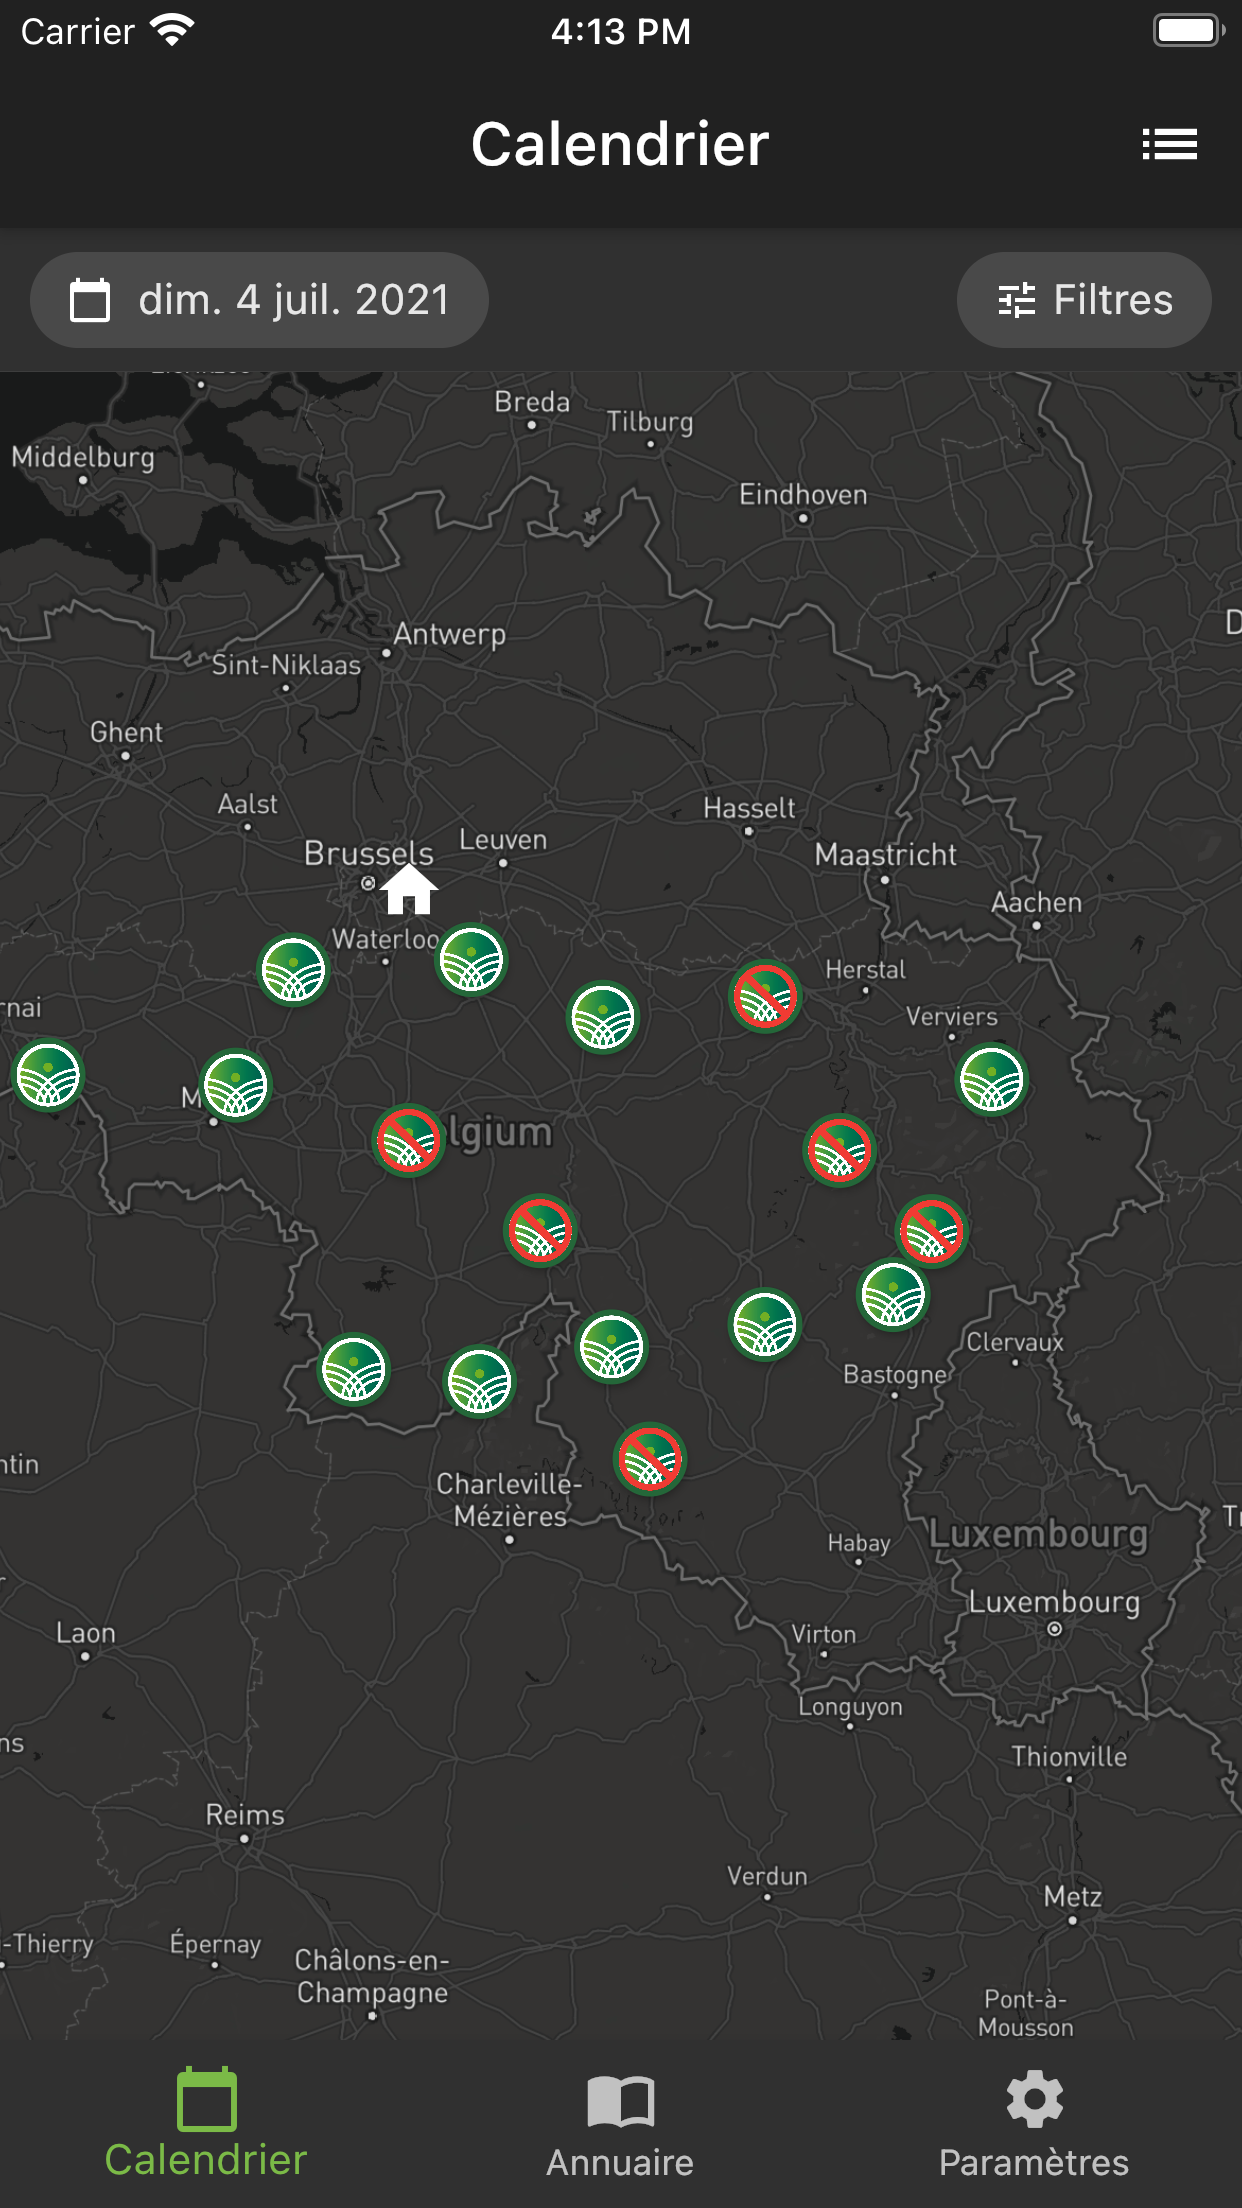 Carrier
4:13 PM
Calendrier
dim. 4 juil. 2021
Filtres
Breda
Tilburg
Middelburg
Eindhoven
Antwerp
Sint-Niklaas
Ghent
Aalst
Hasselt
Brussels
Leuven
Maastricht
Aachen
Waterloo
Herstal
rnai
Verviers
M
lgium
Clervaux
Bastogne
ntin
Charleville-
Mézières
Habay
Luxembourg
Luxembourg
Laon
Virton
Longuyon
ns
Thionville
Reims
Verdun
Metz
-Thierry
Épernay
Châlons-en-
Champagne
Pont-à-
Mousson
Calendrier
Annuaire
Paramètres